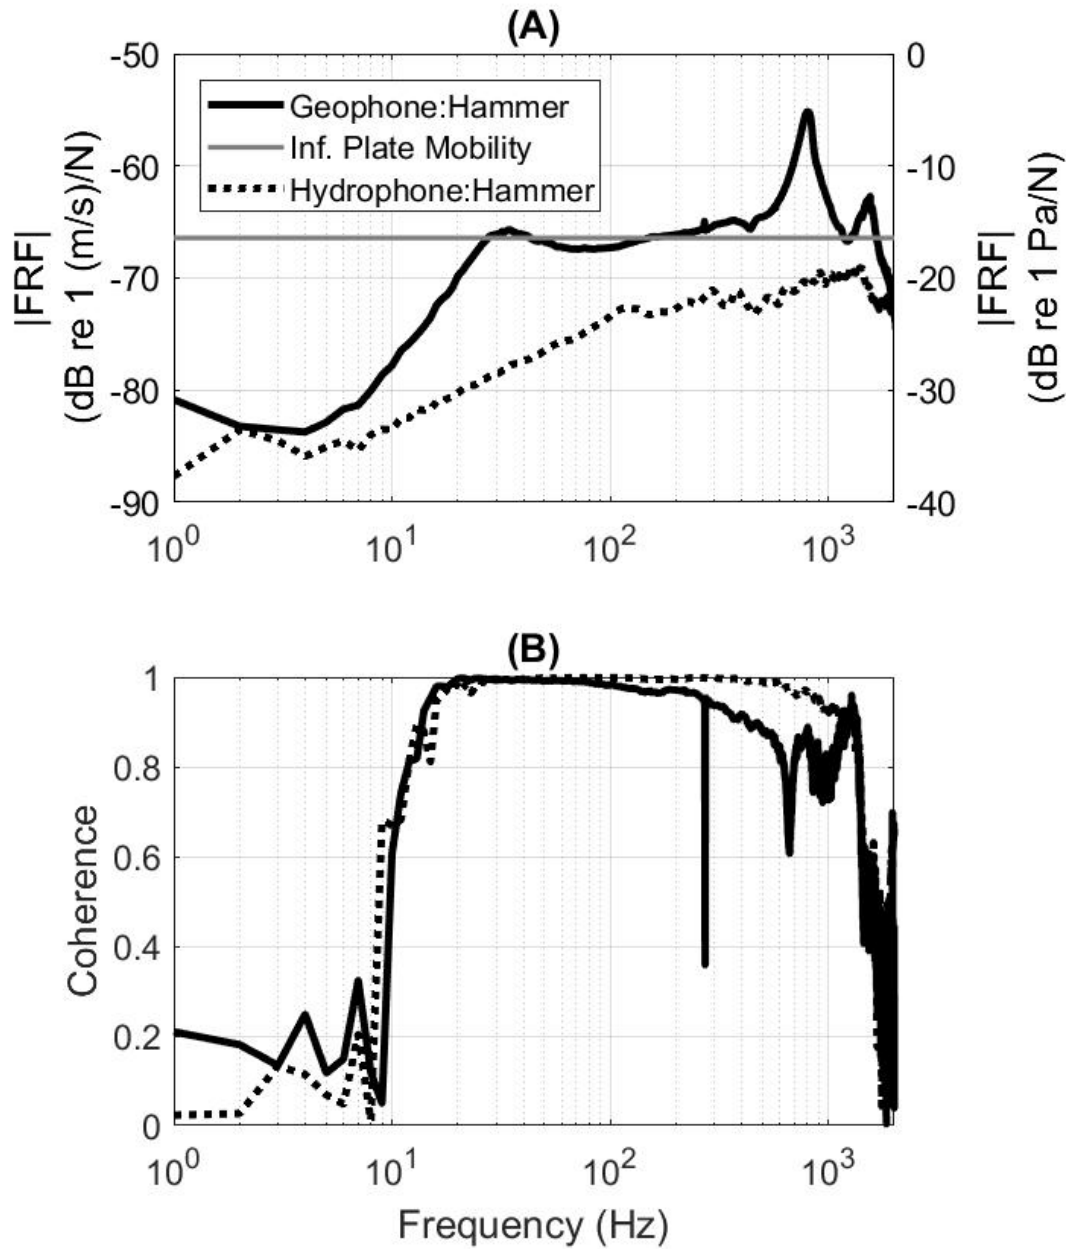 (A)
-50
-60
-70
-80
-90
|FRF|
(dB re 1 (m/s)/N)
Geophone:Hammer
Inf. Plate Mobility
Hydrophone:Hammer
0
-10
-20
-30
-40
|FRF|
(dB re 1 Pa/N)
10^0 10^1 10^2 10^3
(B)
1
0.8
0.6
0.4
0.2
0
Coherence
10^0 10^1 10^2 10^3
Frequency (Hz)